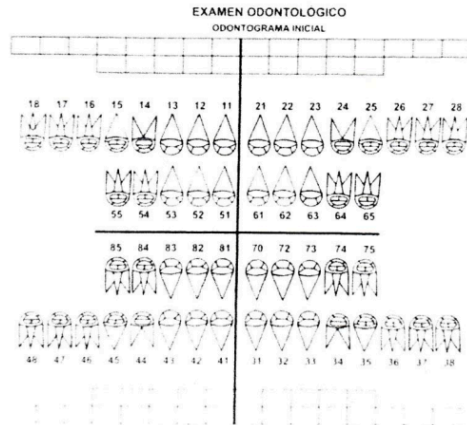 EXAMEN ODONTOLÓGICO
ODONTOGRAMA INICIAL
18 17 16 15 14 13 12 11 21 22 23 24 25 26 27 28
55 54 53 52 51 61 62 63 64 65
85 84 83 82 81 70 72 73 74 75
48 47 46 45 44 43 42 41 31 32 33 34 35 36 37 38